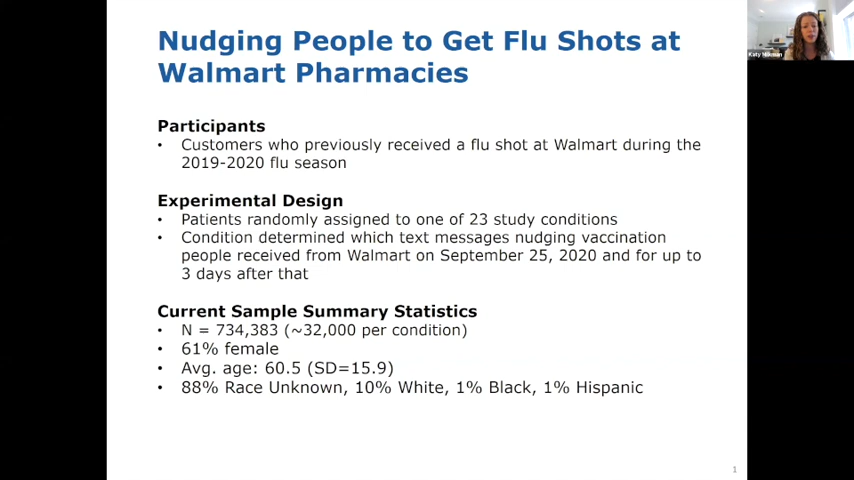 Nudging People to Get Flu Shots at
Walmart Pharmacies
Participants
• Customers who previously received a flu shot at Walmart during the
2019-2020 flu season
Experimental Design
• Patients randomly assigned to one of 23 study conditions
• Condition determined which text messages nudging vaccination
people received from Walmart on September 25, 2020 and for up to
3 days after that
Current Sample Summary Statistics
• N = 734,383 (~32,000 per condition)
• 61% female
• Avg. age: 60.5 (SD=15.9)
• 88% Race Unknown, 10% White, 1% Black, 1% Hispanic
1
Katy Milkman